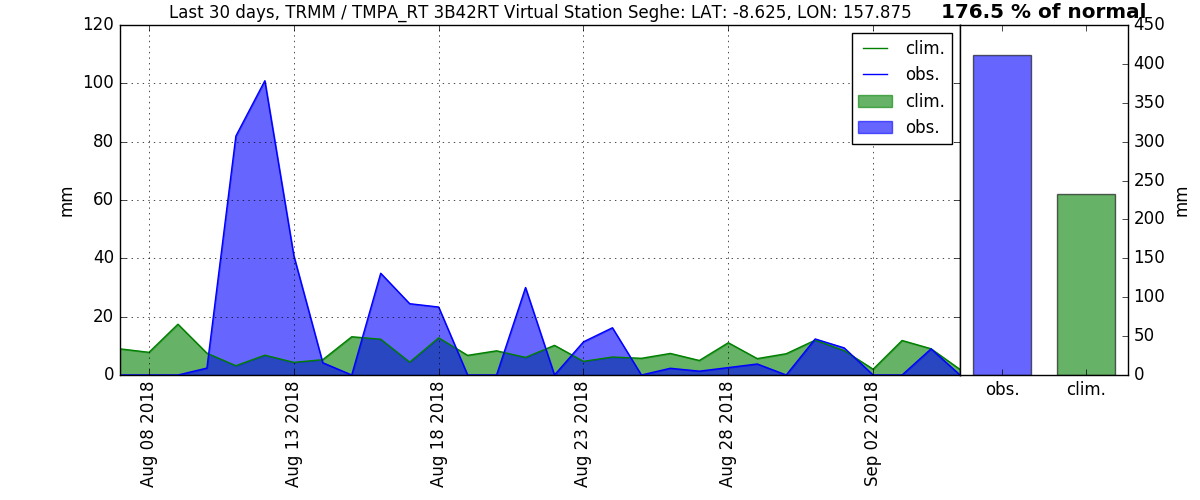 Last 30 days, TRMM / TMPA_RT 3B42RT Virtual Station Seghe: LAT: -8.625, LON: 157.875
176.5 % of normal
120
100
80
60
40
20
0
mm
clim.
obs.
clim.
obs.
Aug 08 2018
Aug 13 2018
Aug 18 2018
Aug 23 2018
Aug 28 2018
Sep 02 2018
450
400
350
300
250
200
150
100
50
0
mm
obs.
clim.